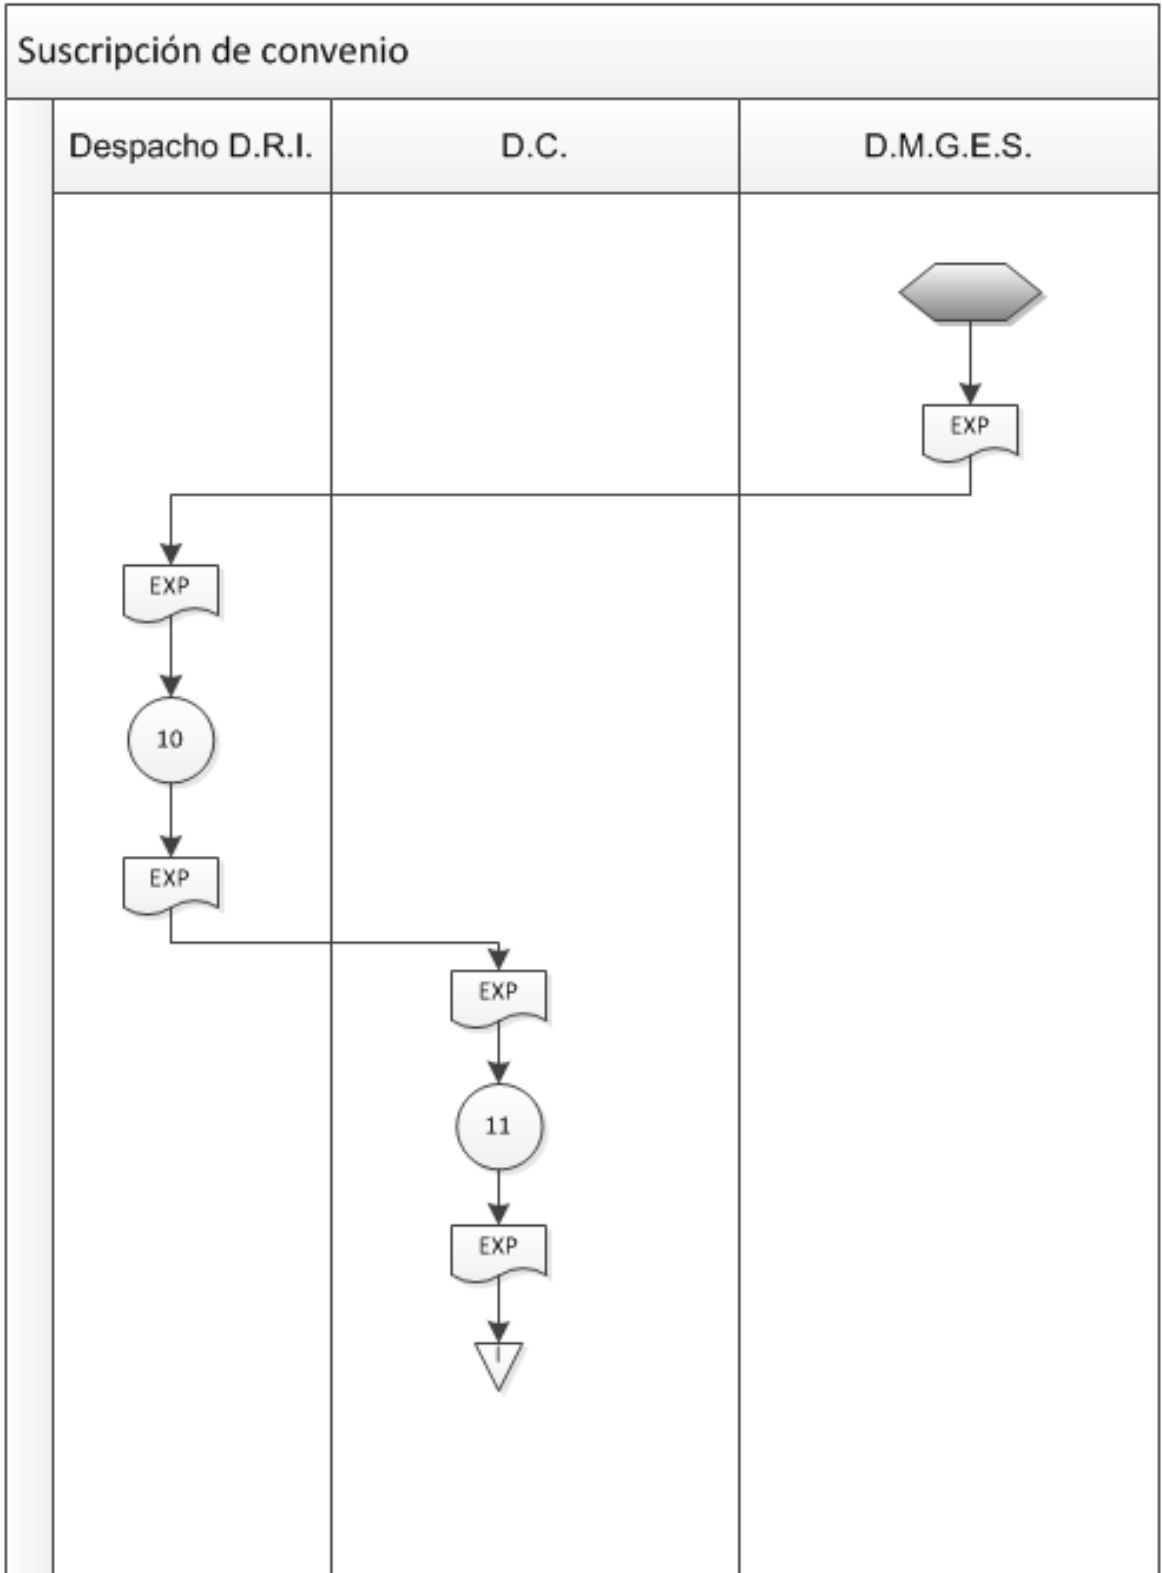 Suscripción de convenio
Despacho D.R.I.
D.C.
D.M.G.E.S.
EXP
EXP
10
EXP
EXP
11
EXP
I